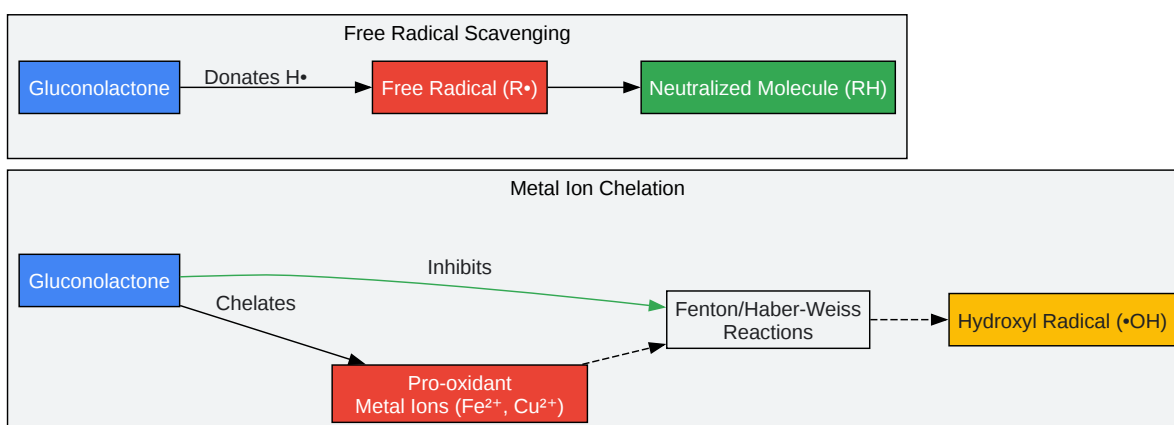 Free Radical Scavenging
Gluconolactone
Donates H•
Free Radical (R•)
Neutralized Molecule (RH)
Metal Ion Chelation
Gluconolactone
Inhibits
Chelates
Fenton/Haber-Weiss
Reactions
Hydroxyl Radical (•OH)
Pro-oxidant
Metal Ions (Fe²⁺, Cu²⁺)